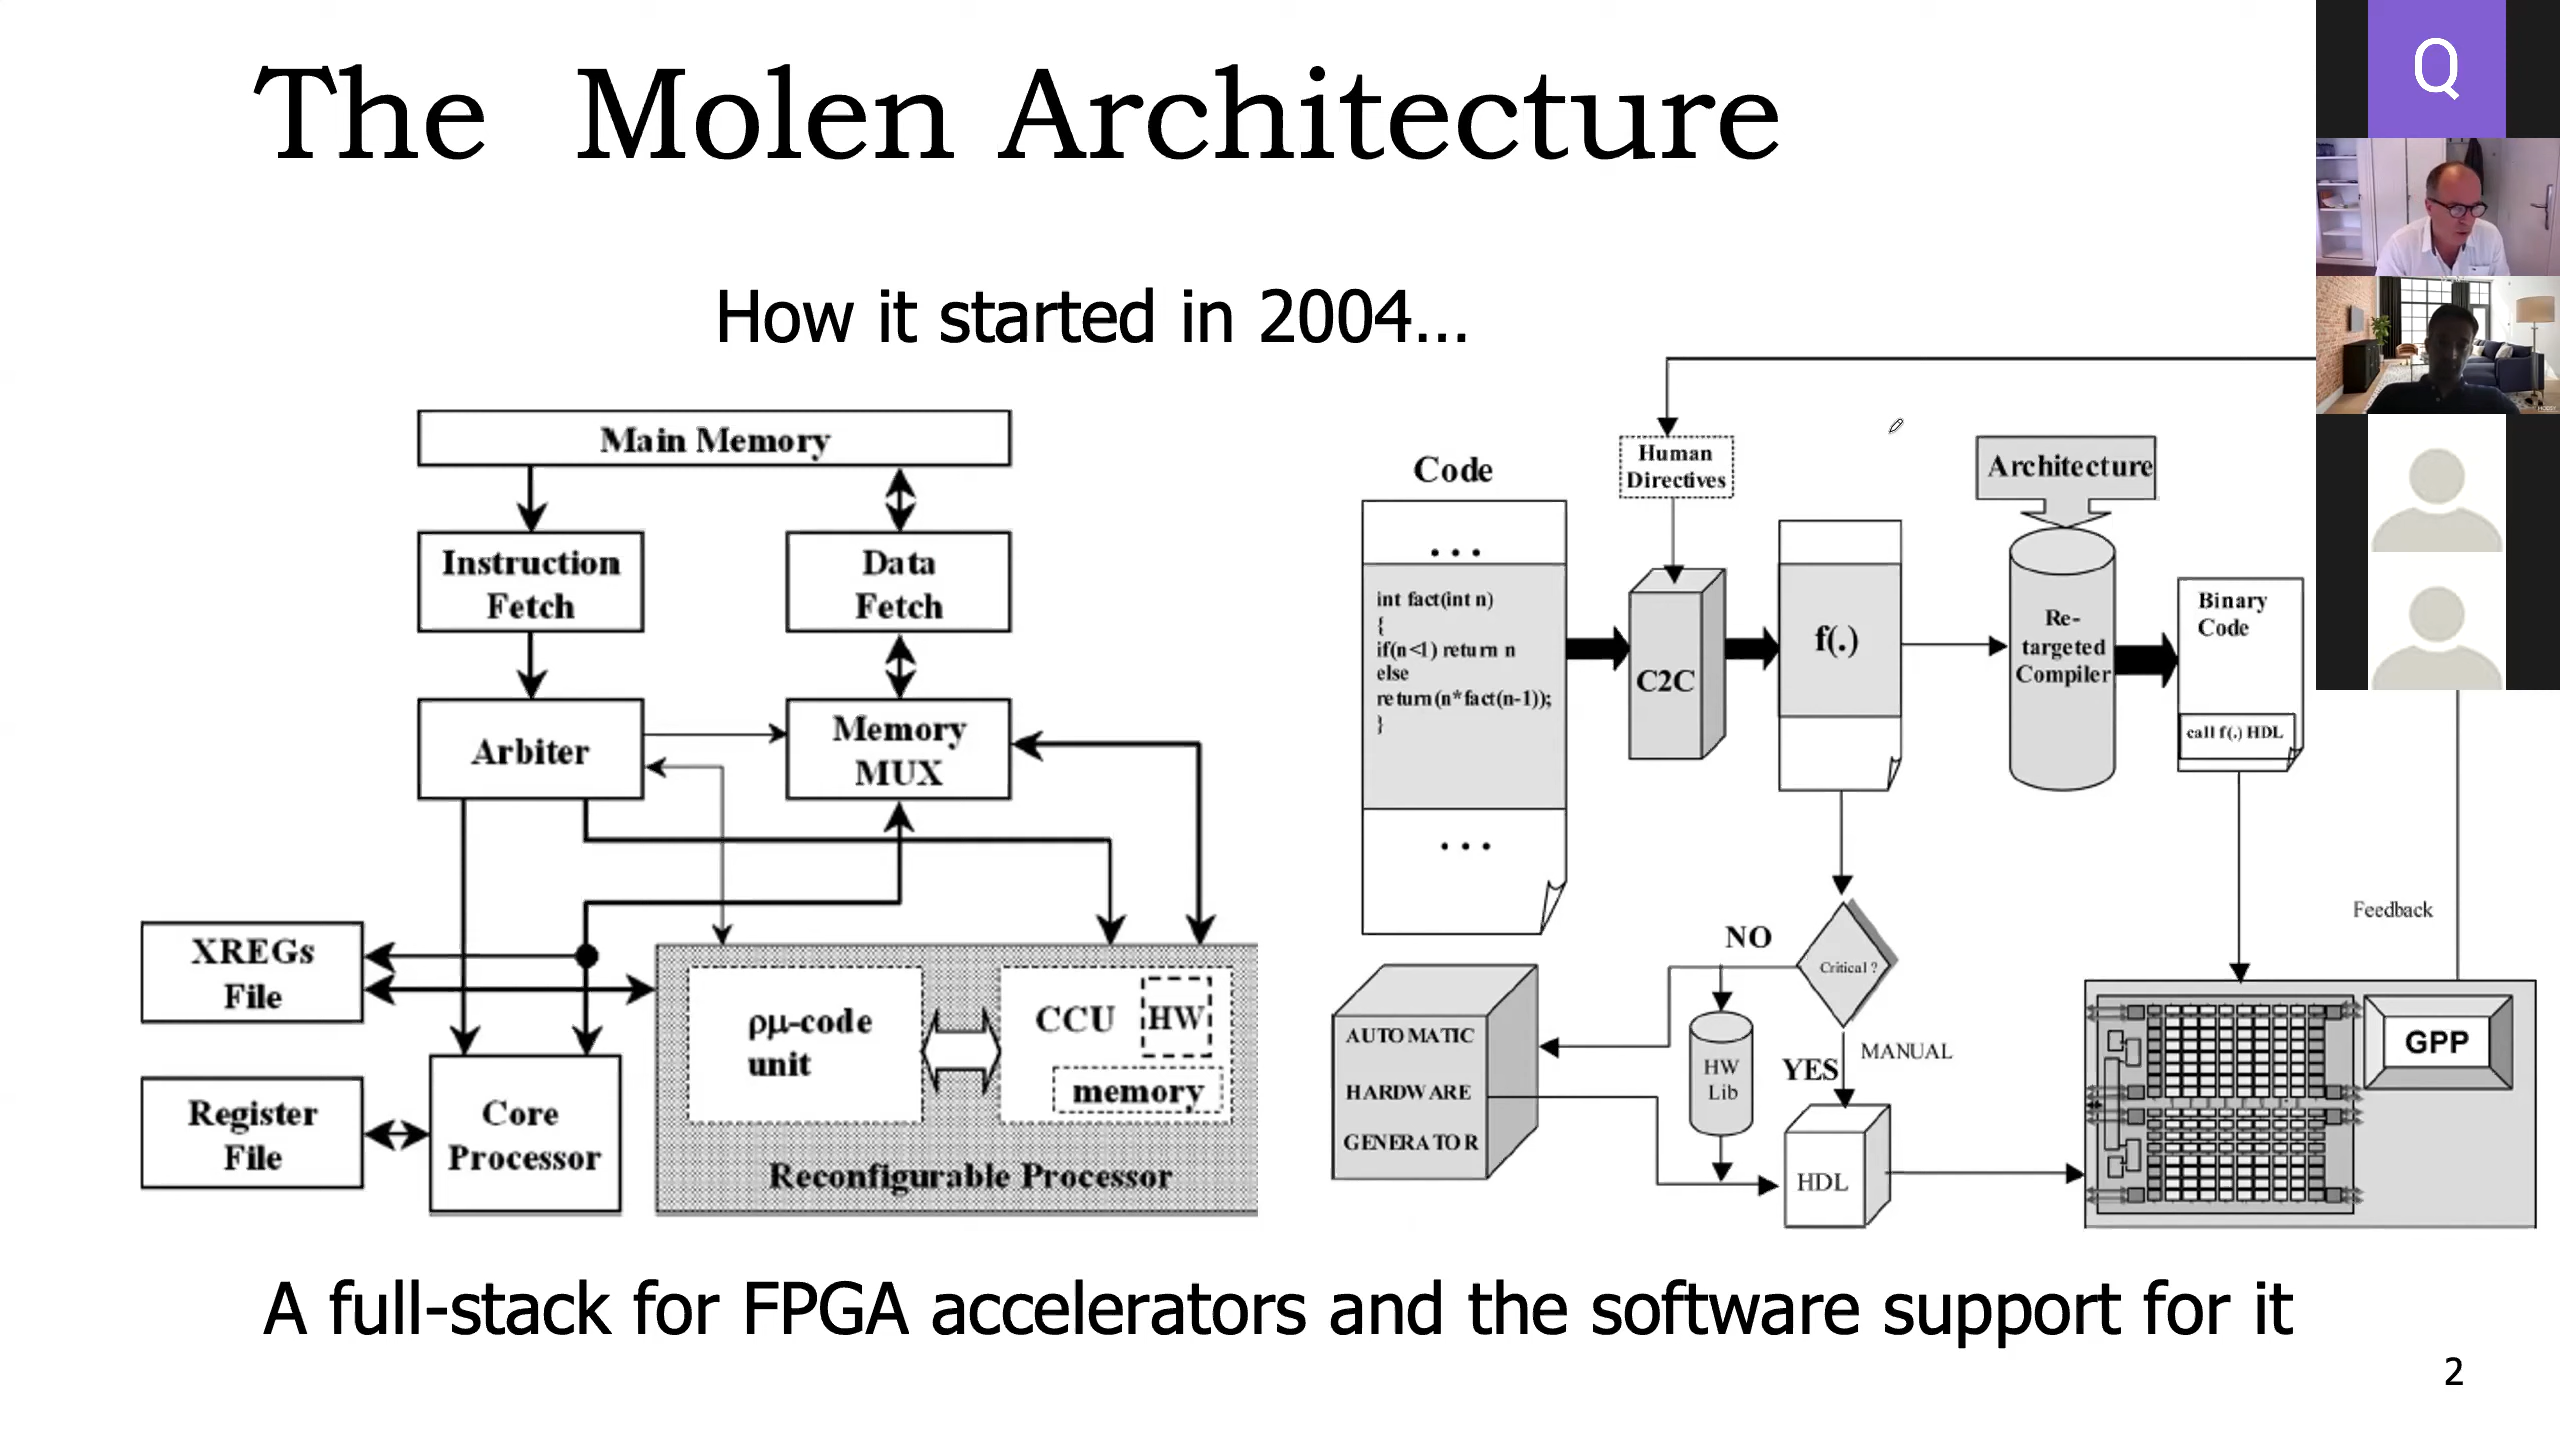 The Molen Architecture
Q
How it started in 2004...
Main Memory
Instruction
Fetch
Data
Fetch
Arbiter
Memory
MUX
XREGs
File
Register
File
Core
Processor
ρμ-code
unit
CCU
HW
memory
Reconfigurable Processor
Code
...
int fact(int n)
{
if(n<1) return n
else
return(n*fact(n-1));
}
...
Human
Directives
C2C
f(.)
Architecture
Re-
targeted
Compiler
Binary
Code
call f(.) HDL
Feedback
Critical ?
NO
YES
MANUAL
AUTOMATIC
HARDWARE
GENERATOR
HW
Lib
HDL
GPP
A full-stack for FPGA accelerators and the software support for it
2